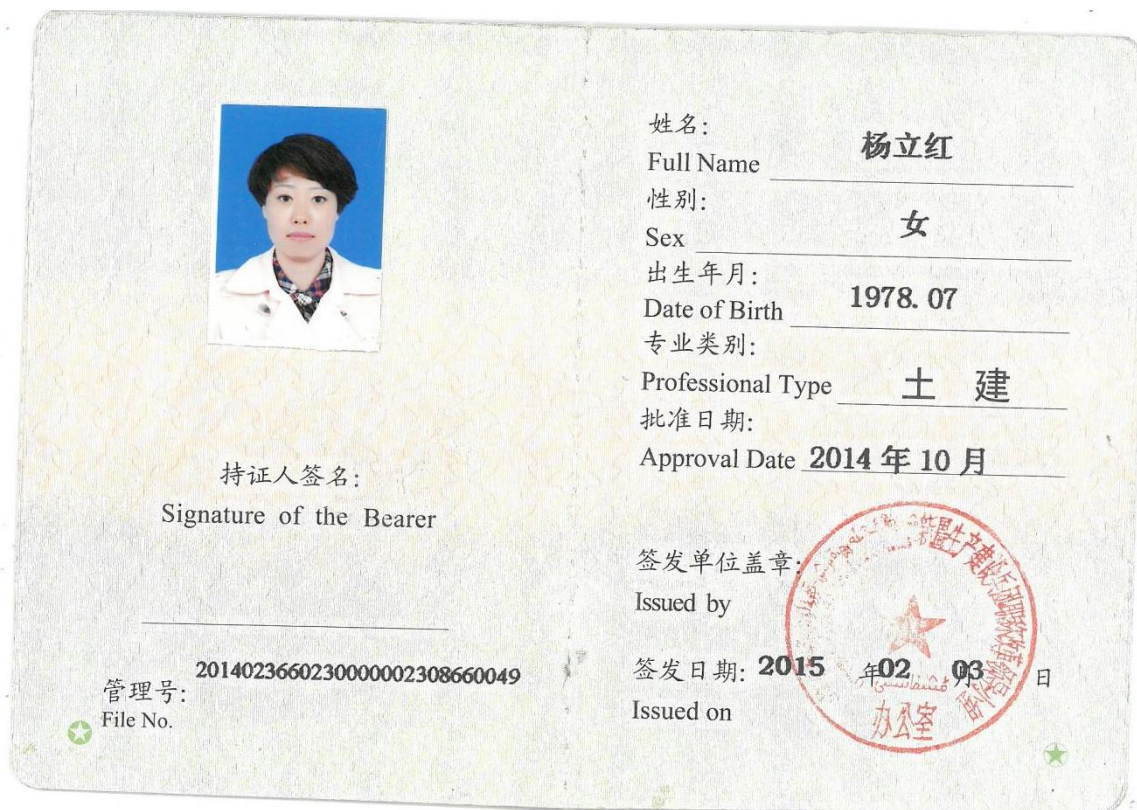 持证人签名:
Signature of the Bearer
2014023660230000002308660049
管理号:
File No.
姓名:
杨立红
Full Name
性别:
女
Sex
出生年月:
1978.07
Date of Birth
专业类别:
Professional Type 土 建
批准日期:
Approval Date 2014 年 10 月
签发单位盖章:
Issued by
签发日期: 2015 年 02 月 03 日
Issued on
办公室